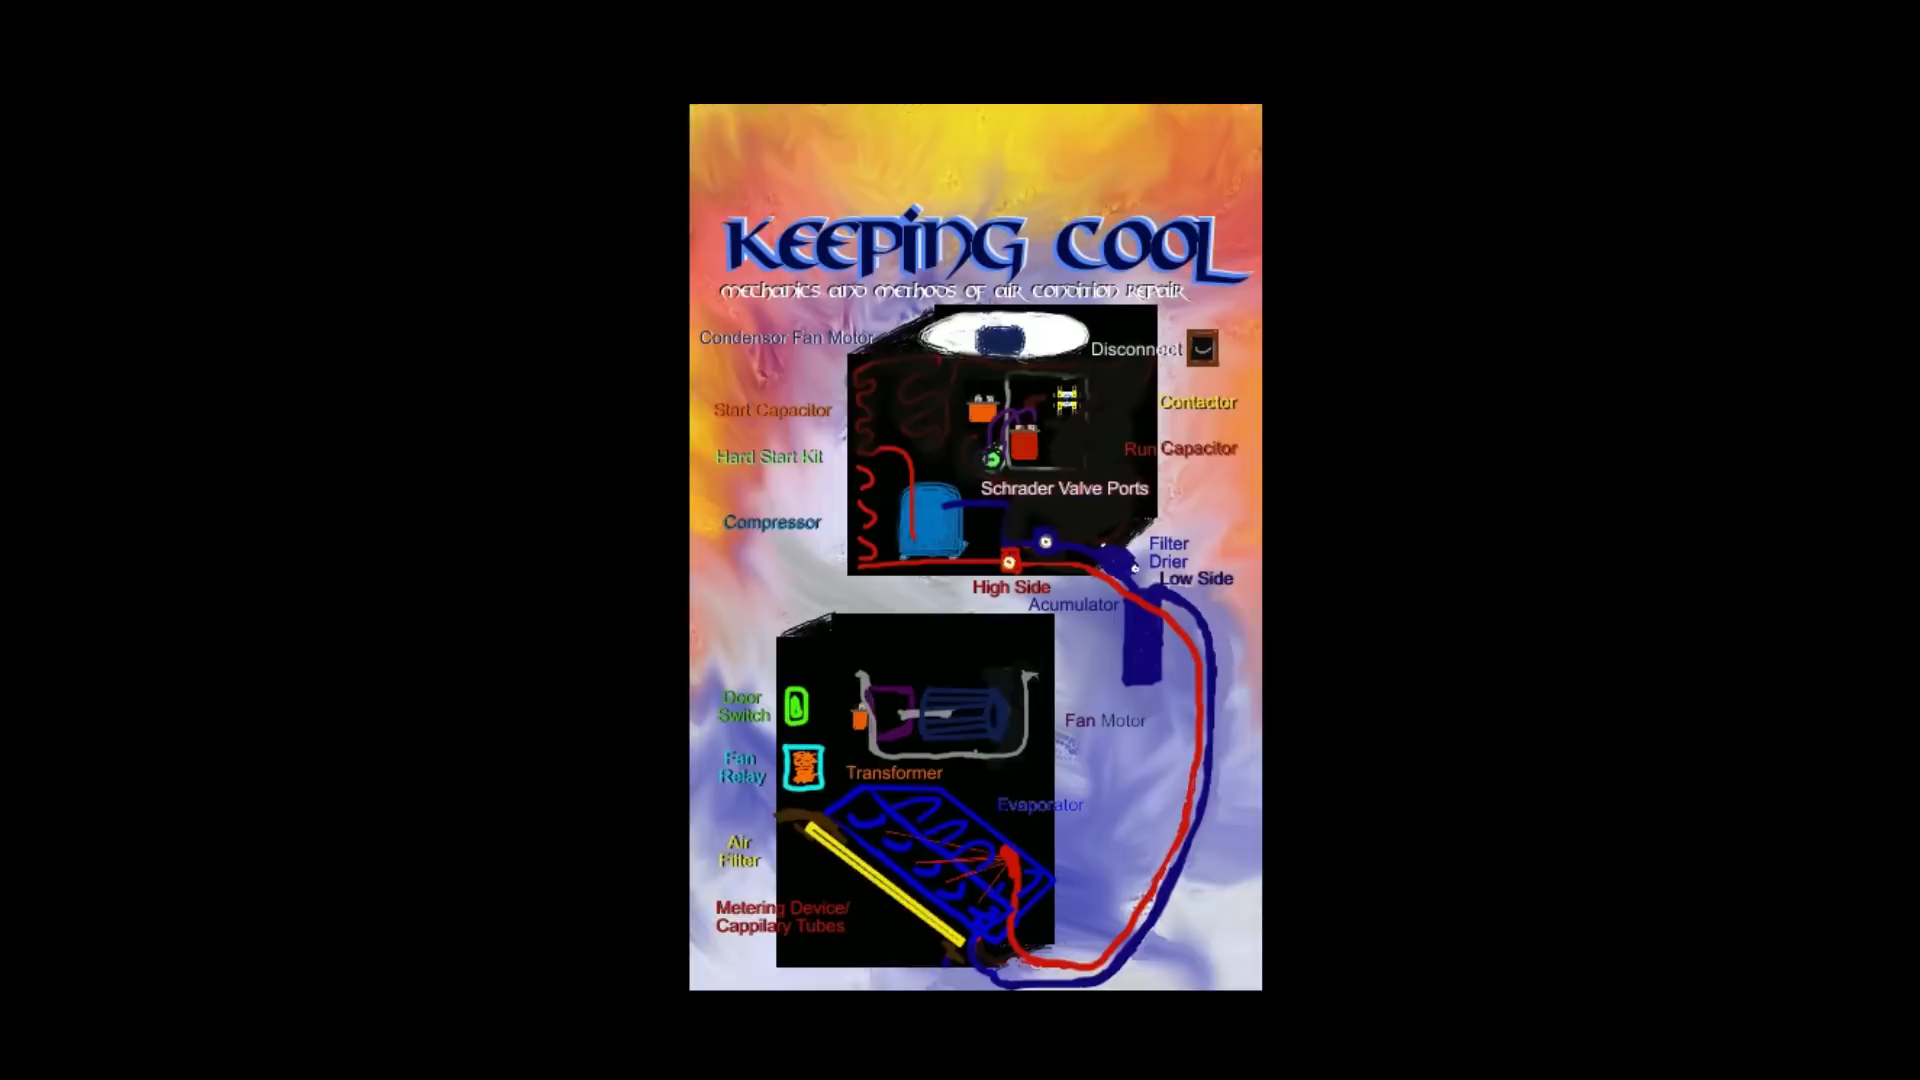 KEEPING COOL
MECHANICS AND METHODS OF AIR CONDITION REPAIR
Condensor Fan Motor
Disconnect
Start Capacitor
Contactor
Hard Start Kit
Run Capacitor
Schrader Valve Ports
Compressor
Filter
Drier
Low Side
High Side
Acumulator
Door
Switch
Fan Motor
Fan
Relay
Transformer
Evaporator
Air
Filter
Metering Device/
Cappilary Tubes